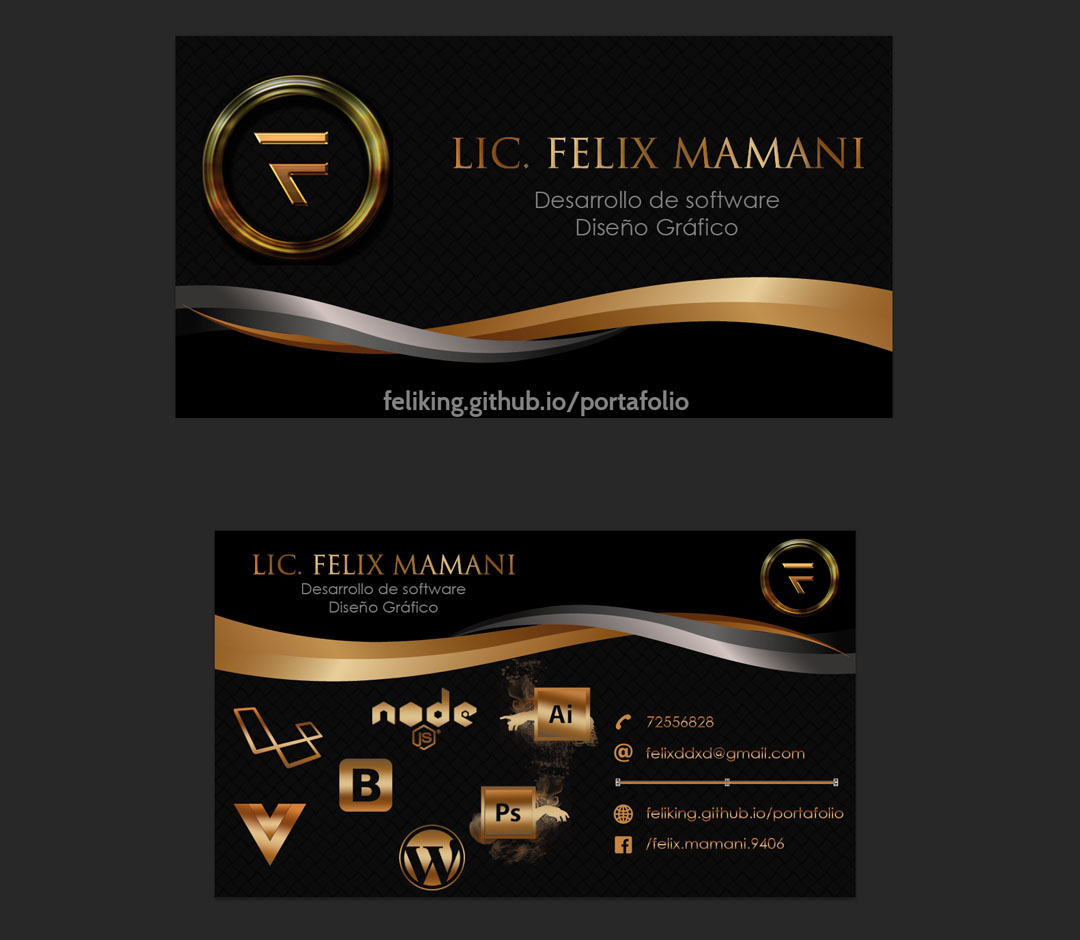 LIC. FELIX MAMANI
Desarrollo de software
Diseño Gráfico
feliking.github.io/portafolio
LIC. FELIX MAMANI
Desarrollo de software
Diseño Gráfico
node
JS
Ai
B
Ps
W
72556828
felixddxd@gmail.com
feliking.github.io/portafolio
/felix.mamani.9406